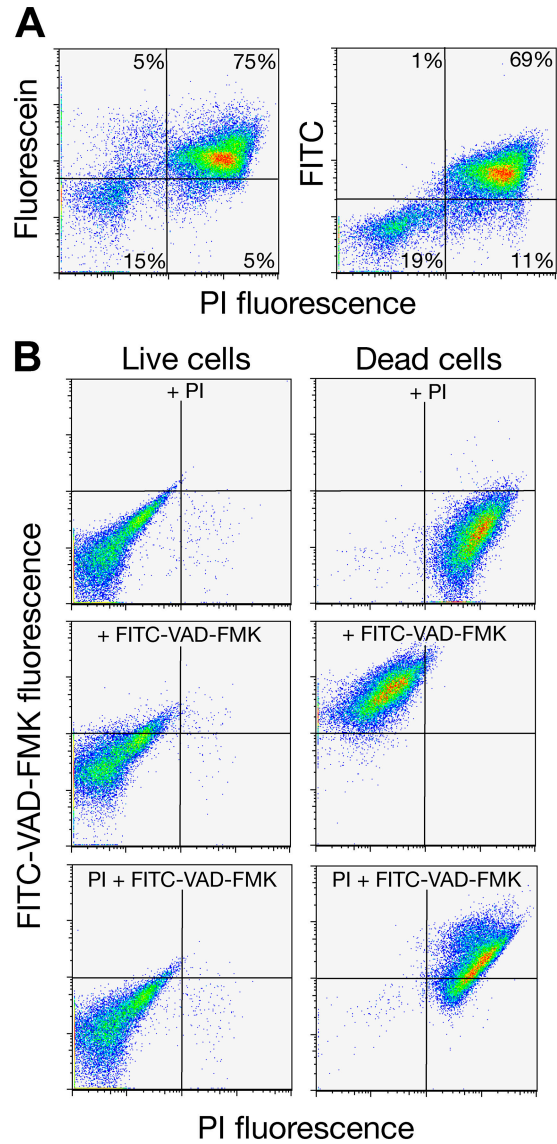 A
Fluorescein
5% 75%
15% 5%
FITC
1% 69%
19% 11%
PI fluorescence
B
Live cells Dead cells
FITC-VAD-FMK fluorescence
+ PI + PI
+ FITC-VAD-FMK + FITC-VAD-FMK
PI + FITC-VAD-FMK PI + FITC-VAD-FMK
PI fluorescence